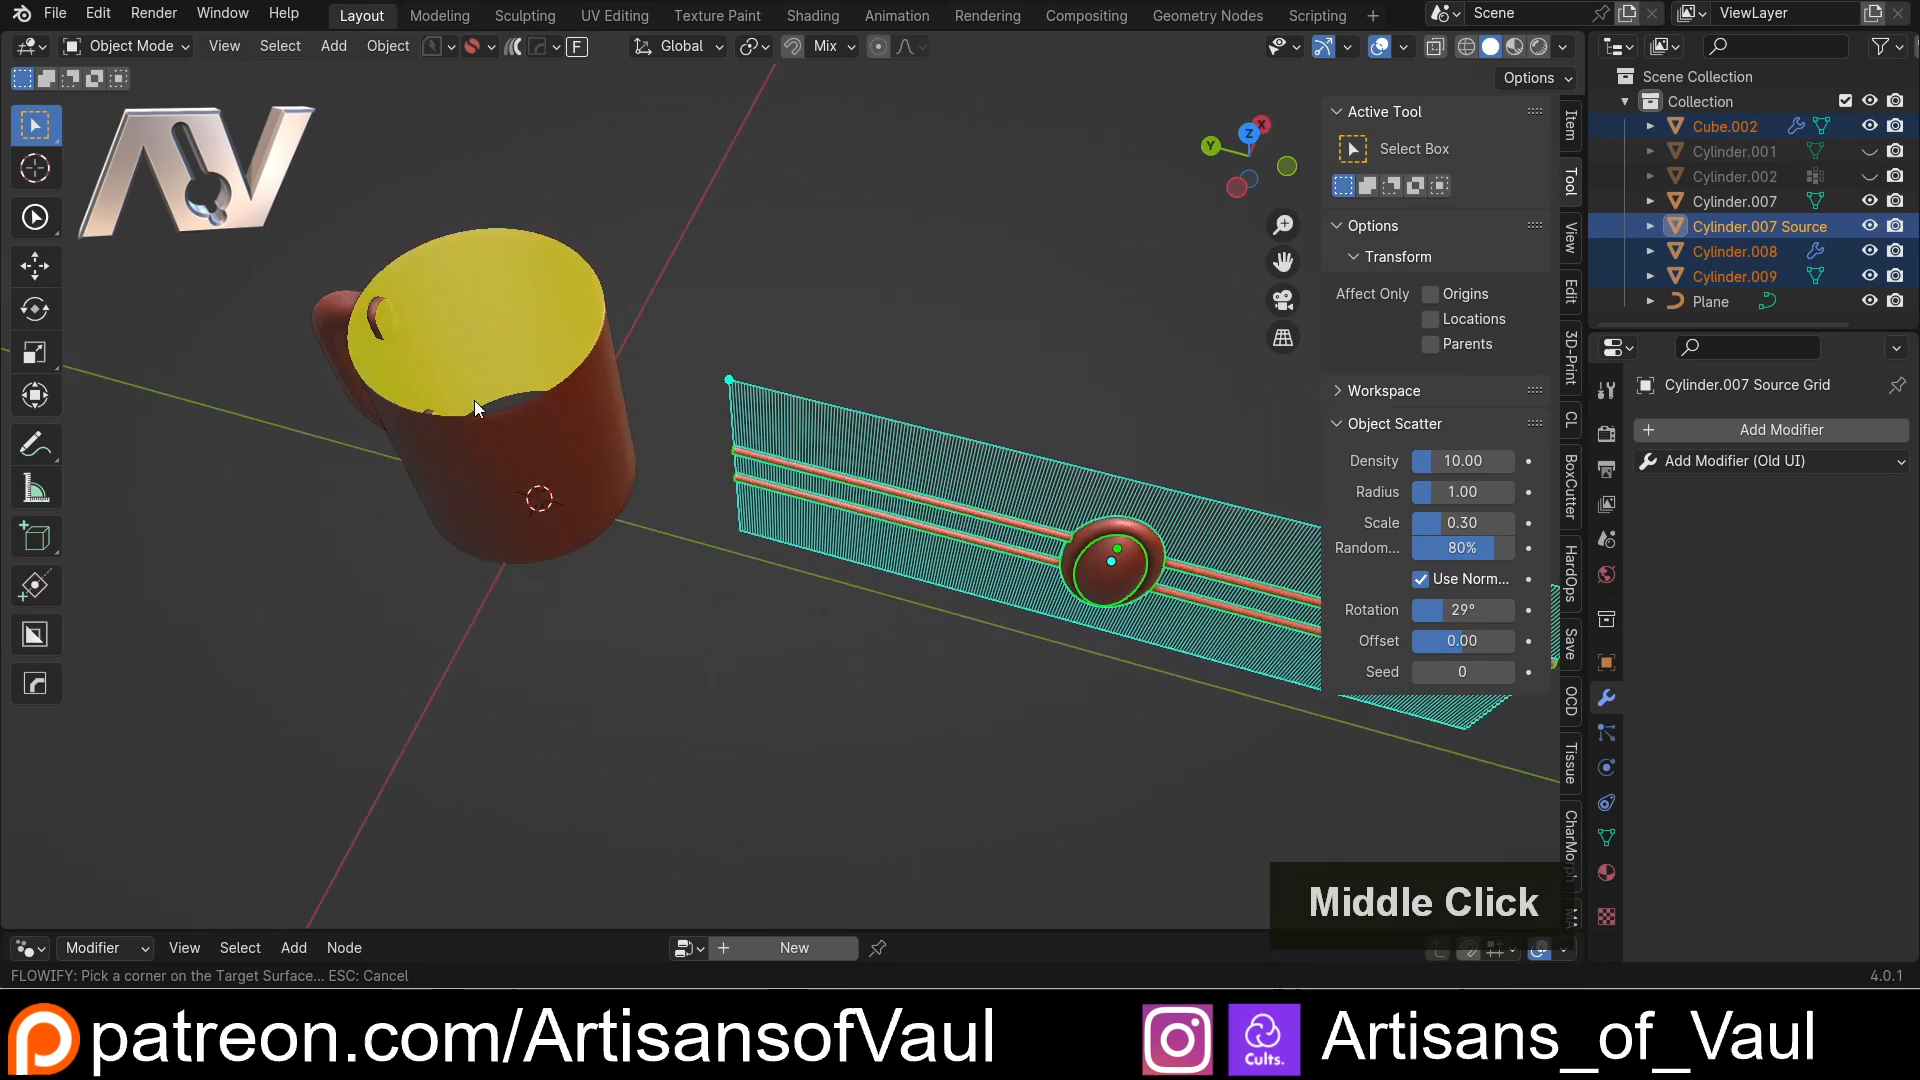 File Edit Render Window Help Layout Modeling Sculpting UV Editing Texture Paint Shading Animation Rendering Compositing Geometry Nodes Scripting + Scene ViewLayer
Object Mode View Select Add Object F Global Mix
Options
Scene Collection
Collection
Cube.002
Cylinder.001
Cylinder.002
Cylinder.007
Cylinder.007 Source
Cylinder.008
Cylinder.009
Plane
AV
X
Y
Z
Active Tool
Select Box
Options
Transform
Affect Only Origins
Locations
Parents
Workspace
Object Scatter
Density 10.00
Radius 1.00
Scale 0.30
Random... 80%
Use Norm...
Rotation 29°
Offset 0.00
Seed 0
Item
Tool
View
Edit
3D-Print
CL
BoxCutter
HardOps
Save
OCD
Tissue
CharMorph
MA
Cylinder.007 Source Grid
Add Modifier
Add Modifier (Old UI)
Middle Click
Modifier View Select Add Node New
FLOWIFY: Pick a corner on the Target Surface... ESC: Cancel
4.0.1
patreon.com/ArtisansofVaul
Cults.
Artisans_of_Vaul